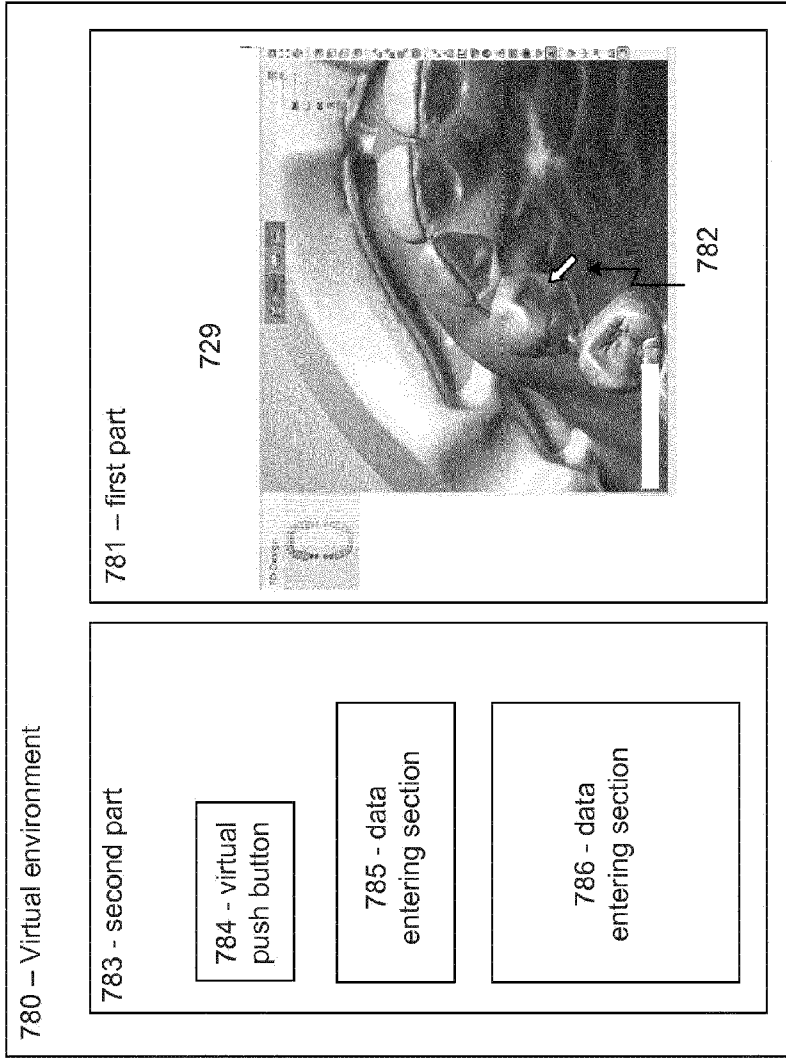 780 – Virtual environment
783 - second part
784 - virtual
push button
785 - data
entering section
786 - data
entering section
781 – first part
729
782